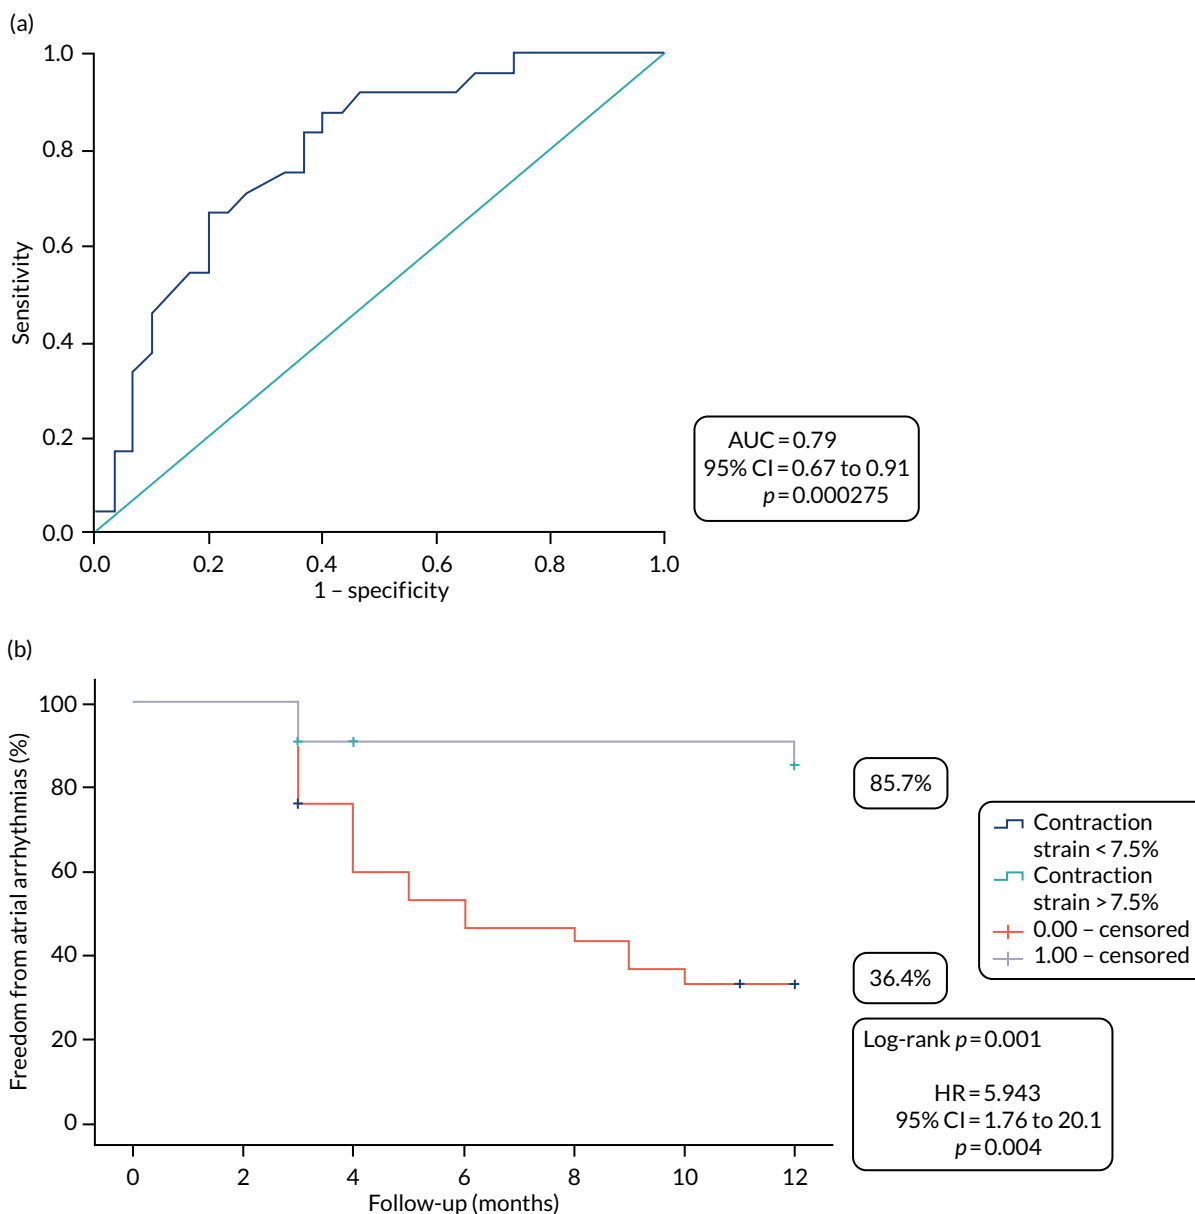 (a)
1.0
0.8
0.6
0.4
0.2
0.0
Sensitivity
0.0 0.2 0.4 0.6 0.8 1.0
1 – specificity
AUC = 0.79
95% CI = 0.67 to 0.91
p = 0.000275
(b)
100
80
60
40
20
0
Freedom from atrial arrhythmias (%)
0 2 4 6 8 10 12
Follow-up (months)
85.7%
36.4%
Contraction
strain < 7.5%
Contraction
strain > 7.5%
0.00 – censored
1.00 – censored
Log-rank p = 0.001
HR = 5.943
95% CI = 1.76 to 20.1
p = 0.004